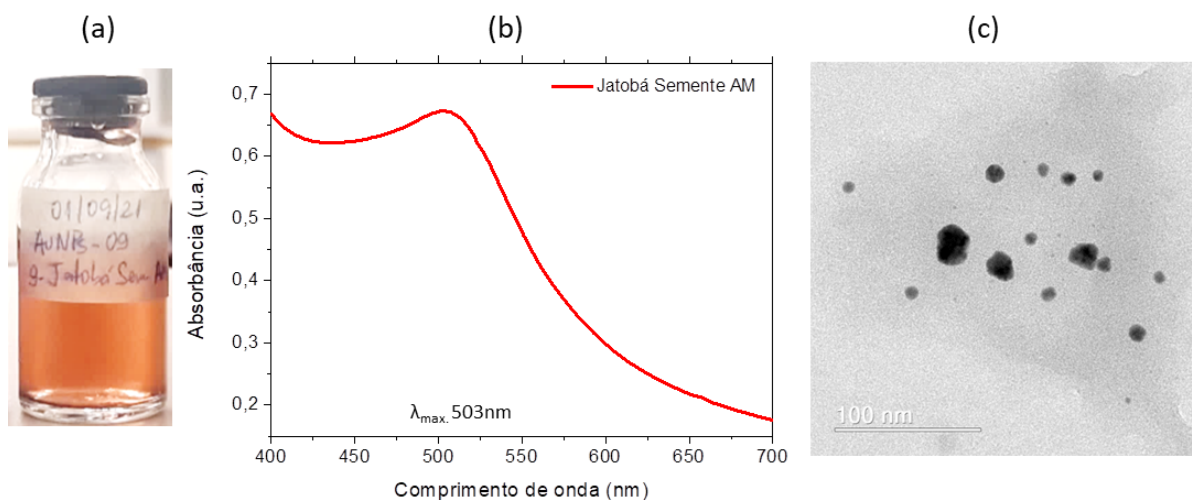 (a)
(b)
(c)
01/09/21
AuNPs-09
9-Jatobá Sem AM
Jatobá Semente AM
Absorbância (u.a.)
0,7
0,6
0,5
0,4
0,3
0,2
λmax. 503nm
400 450 500 550 600 650 700
Comprimento de onda (nm)
100 nm